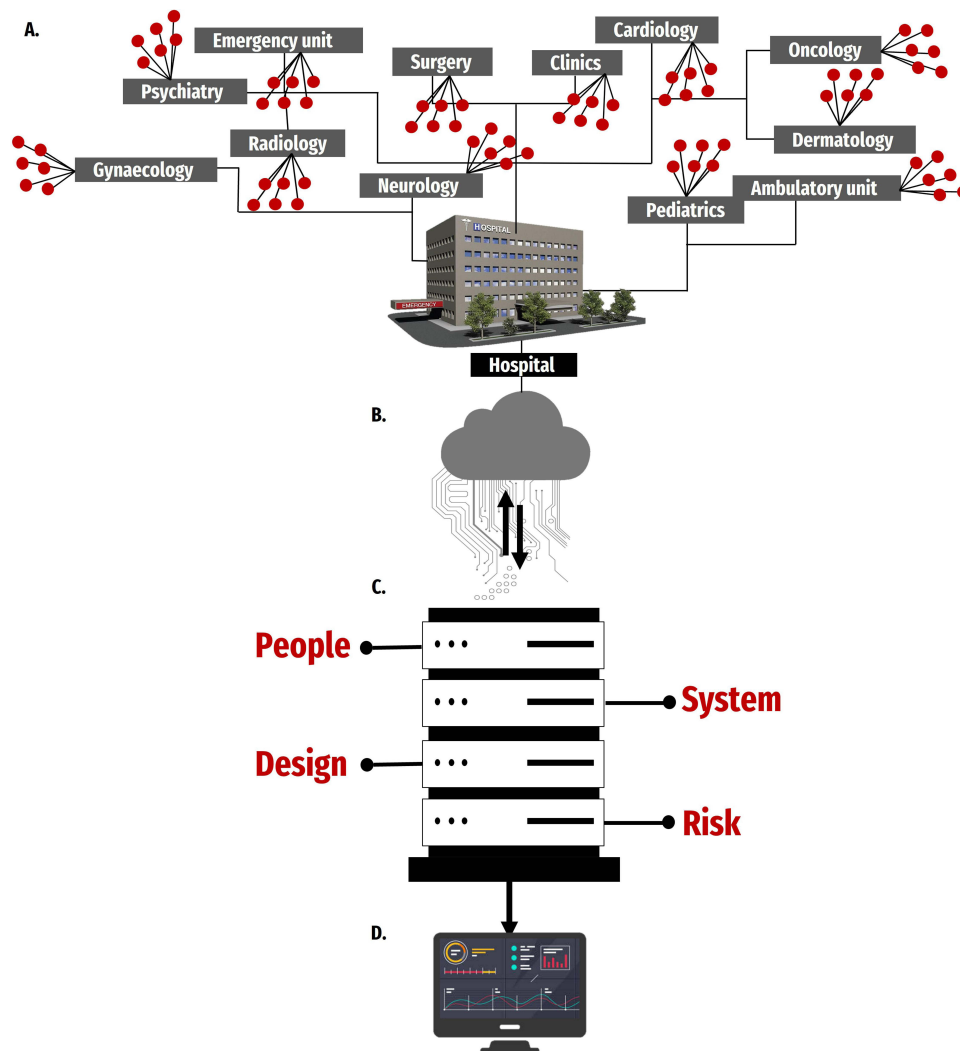 A.
Emergency unit
Cardiology
Surgery
Clinics
Oncology
Psychiatry
Radiology
Dermatology
Gynaecology
Neurology
Pediatrics
Ambulatory unit
HOSPITAL
EMERGENCY
Hospital
B.
C.
People
System
Design
Risk
D.